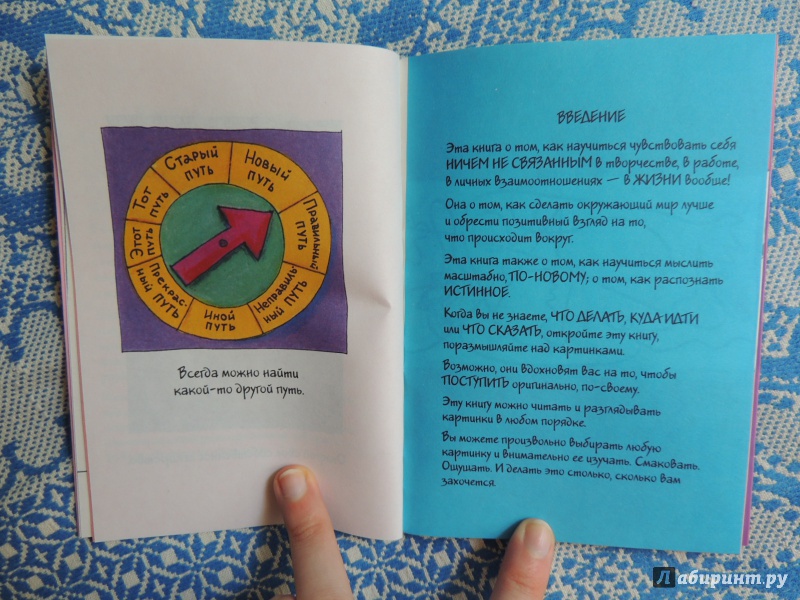 Старый
путь
Новый
путь
Правильный
путь
Неправиль-
ный путь
Иной
путь
Прекрас-
ный путь
Этот
путь
Тот
путь
Всегда можно найти
какой-то другой путь.
ВВЕДЕНИЕ
Эта книга о том, как научиться чувствовать себя
НИЧЕМ НЕ СВЯЗАННЫМ в творчестве, в работе,
в личных взаимоотношениях — в ЖИЗНИ вообще!
Она о том, как сделать окружающий мир лучше
и обрести позитивный взгляд на то,
что происходит вокруг.
Эта книга также о том, как научиться мыслить
масштабно, ПО-НОВОМУ; о том, как распознать
ИСТИННОЕ.
Когда вы не знаете, ЧТО ДЕЛАТЬ, КУДА ИДТИ
или ЧТО СКАЗАТЬ, откройте эту книгу,
поразмышляйте над картинками.
Возможно, они вдохновят вас на то, чтобы
ПОСТУПИТЬ оригинально, по-своему.
Эту книгу можно читать и разглядывать
картинки в любом порядке.
Вы можете произвольно выбирать любую
картинку и внимательно ее изучать. Смаковать.
Ощущать. И делать это столько, сколько вам
захочется.
Лабиринт.ру